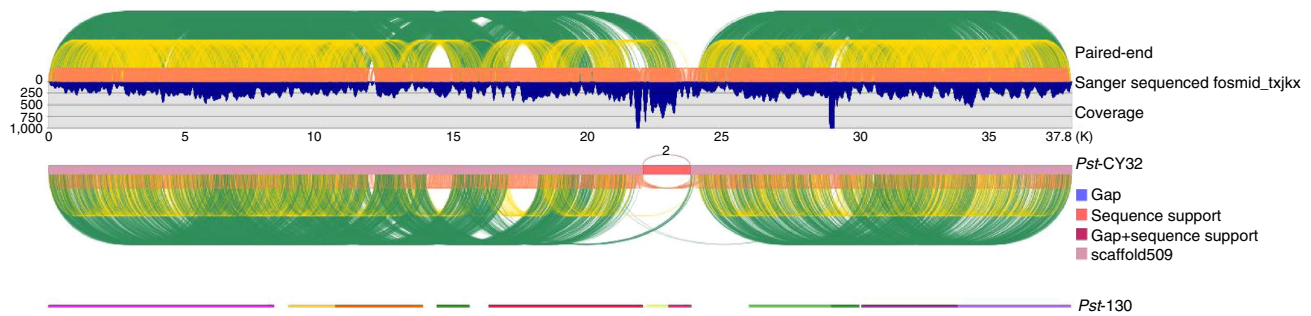 Paired-end
0
Sanger sequenced fosmid_txjkx
250
500
750
1,000
Coverage
0 5 10 15 20 25 30 35 37.8 (K)
2
Pst-CY32
Gap
Sequence support
Gap+sequence support
scaffold509
Pst-130